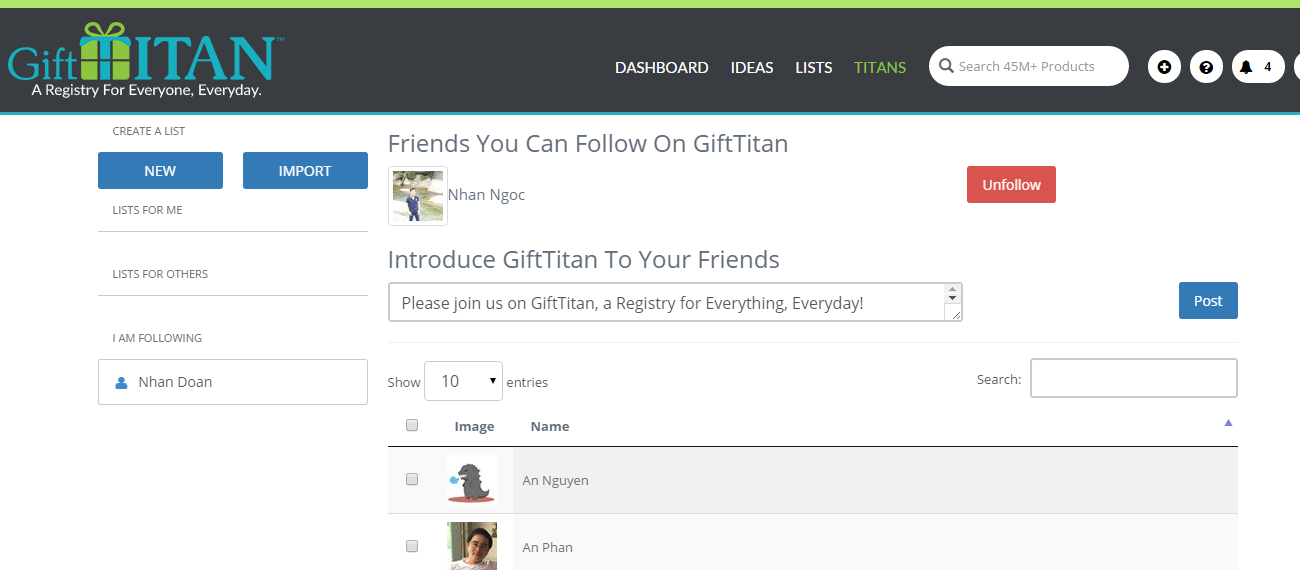 GiftTITAN™
A Registry For Everyone, Everyday.
DASHBOARD IDEAS LISTS TITANS Search 45M+ Products 4
CREATE A LIST
NEW IMPORT
LISTS FOR ME
LISTS FOR OTHERS
I AM FOLLOWING
Nhan Doan
Friends You Can Follow On GiftTitan
Nhan Ngoc Unfollow
Introduce GiftTitan To Your Friends
Please join us on GiftTitan, a Registry for Everything, Everyday! Post
Show 10 entries Search:
Image Name
An Nguyen
An Phan